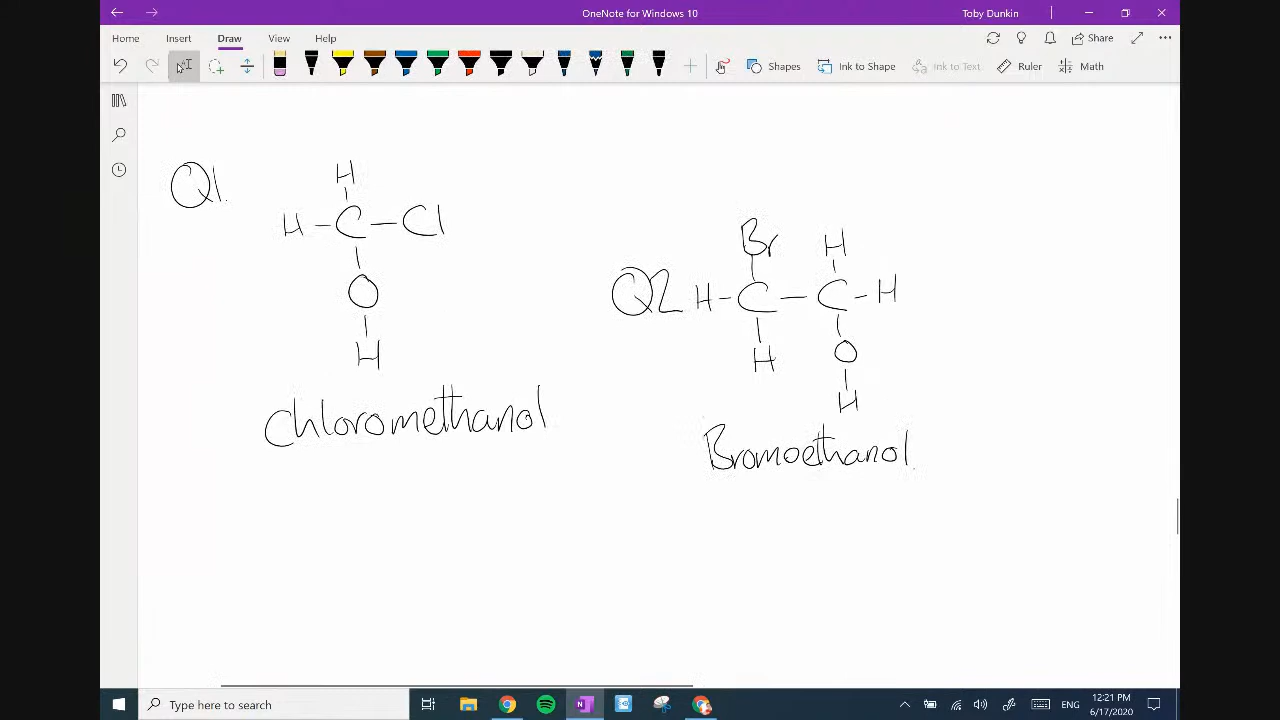 OneNote for Windows 10
Toby Dunkin
Home Insert Draw View Help
Share
Shapes Ink to Shape Ink to Text Ruler Math
Q1.
H
H - C - Cl
O
H
Chloromethanol
Br H
Q2 H - C - C - H
H O
H
Bromoethanol.
Type here to search
ENG
12:21 PM
6/17/2020